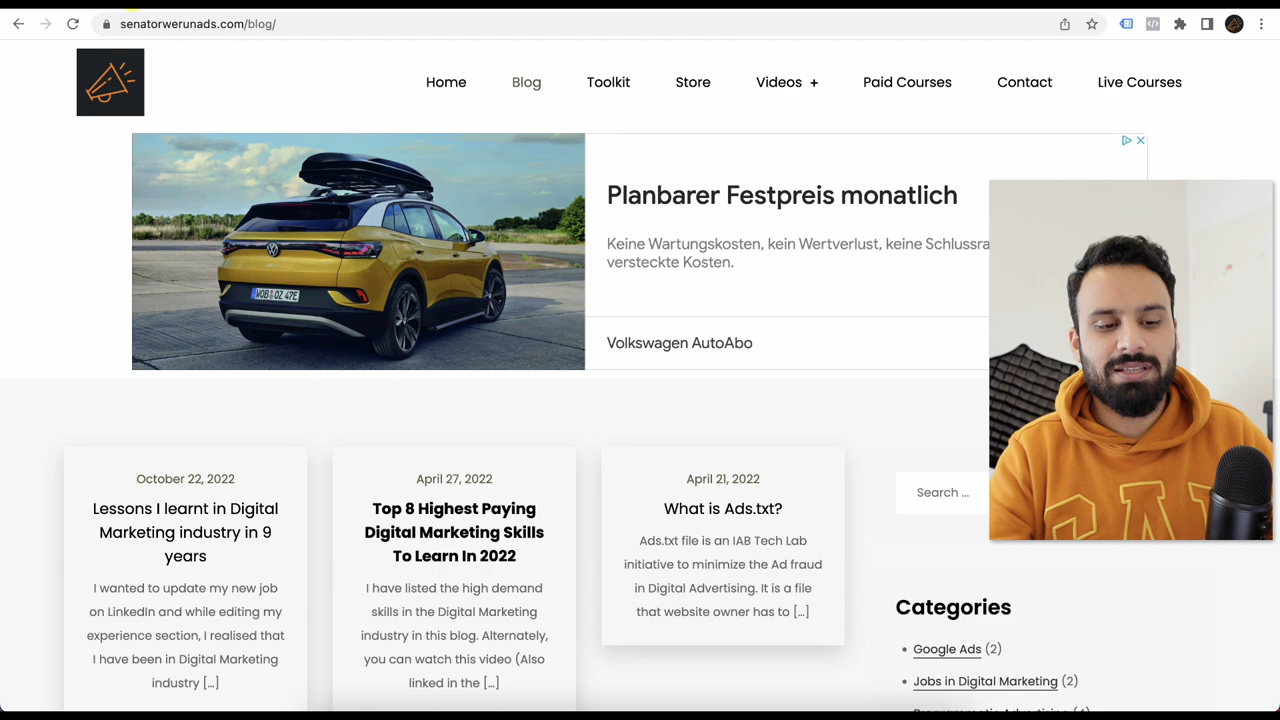 senatorwerunads.com/blog/
Home Blog Toolkit Store Videos + Paid Courses Contact Live Courses
Planbarer Festpreis monatlich
Keine Wartungskosten, kein Wertverlust, keine Schlussra
versteckte Kosten.
WOB OZ 47E
Volkswagen AutoAbo
October 22, 2022
Lessons I learnt in Digital
Marketing industry in 9
years
I wanted to update my new job
on LinkedIn and while editing my
experience section, I realised that
I have been in Digital Marketing
industry [...]
April 27, 2022
Top 8 Highest Paying
Digital Marketing Skills
To Learn In 2022
I have listed the high demand
skills in the Digital Marketing
industry in this blog. Alternately,
you can watch this video (Also
linked in the [...]
April 21, 2022
What is Ads.txt?
Ads.txt file is an IAB Tech Lab
initiative to minimize the Ad fraud
in Digital Advertising. It is a file
that website owner has to [...]
Search ...
Categories
Google Ads (2)
Jobs in Digital Marketing (2)
GAP